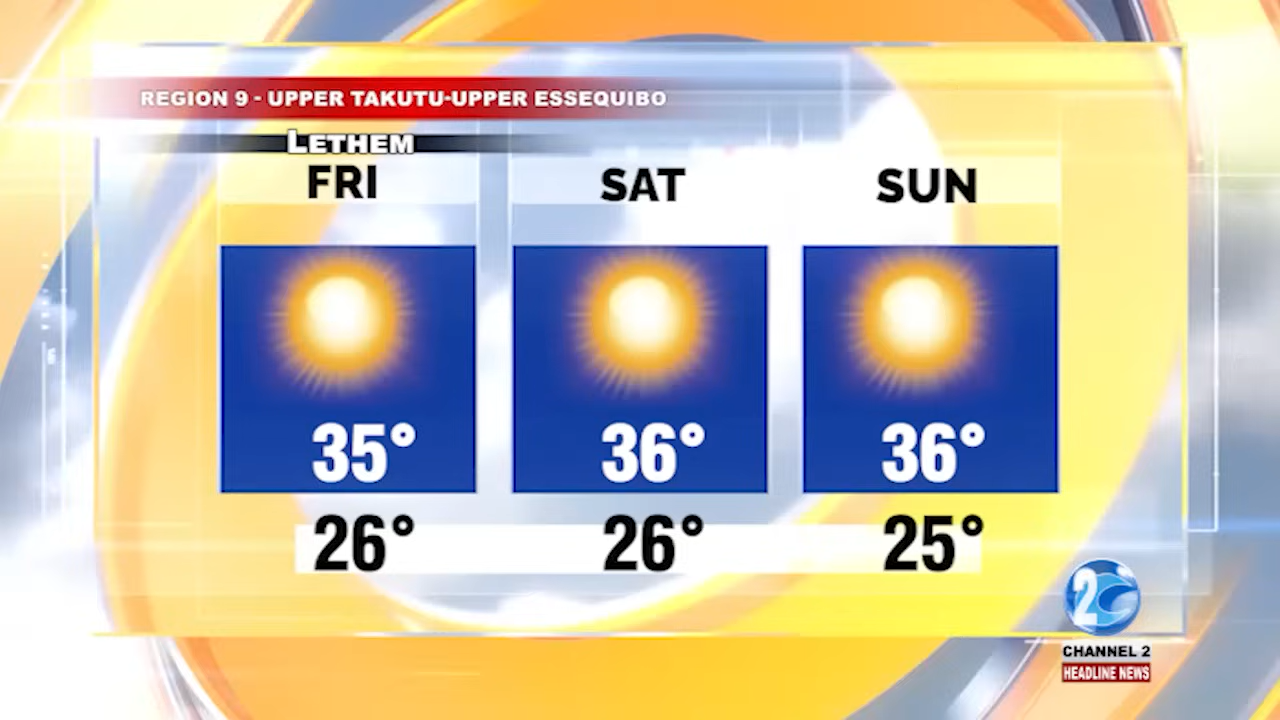 REGION 9 - UPPER TAKUTU-UPPER ESSEQUIBO
LETHEM
FRI SAT SUN
35° 36° 36°
26° 26° 25°
2
CHANNEL 2
HEADLINE NEWS